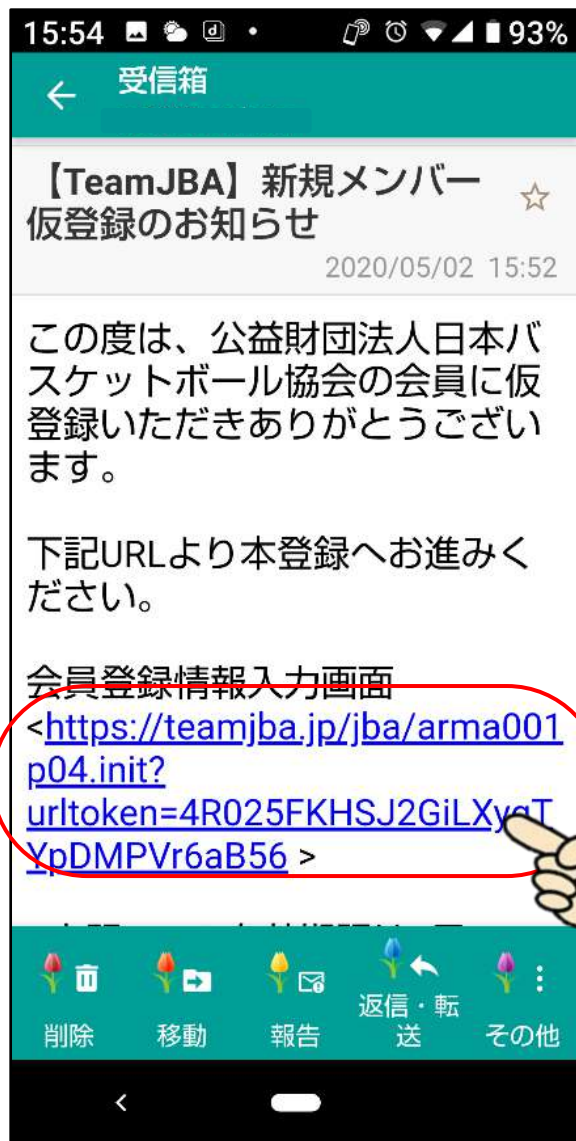 15:54 93%
受信箱
【TeamJBA】新規メンバー
仮登録のお知らせ
2020/05/02 15:52
この度は、公益財団法人日本バ
スケットボール協会の会員に仮
登録いただきありがとうござい
ます。
下記URLより本登録へお進みく
ださい。
会員登録情報入力画面
<https://teamjba.jp/jba/arma001
p04.init?
urltoken=4R025FKHSJ2GiLXyqT
YpDMPVr6aB56 >
削除 移動 報告 返信・転
送 その他